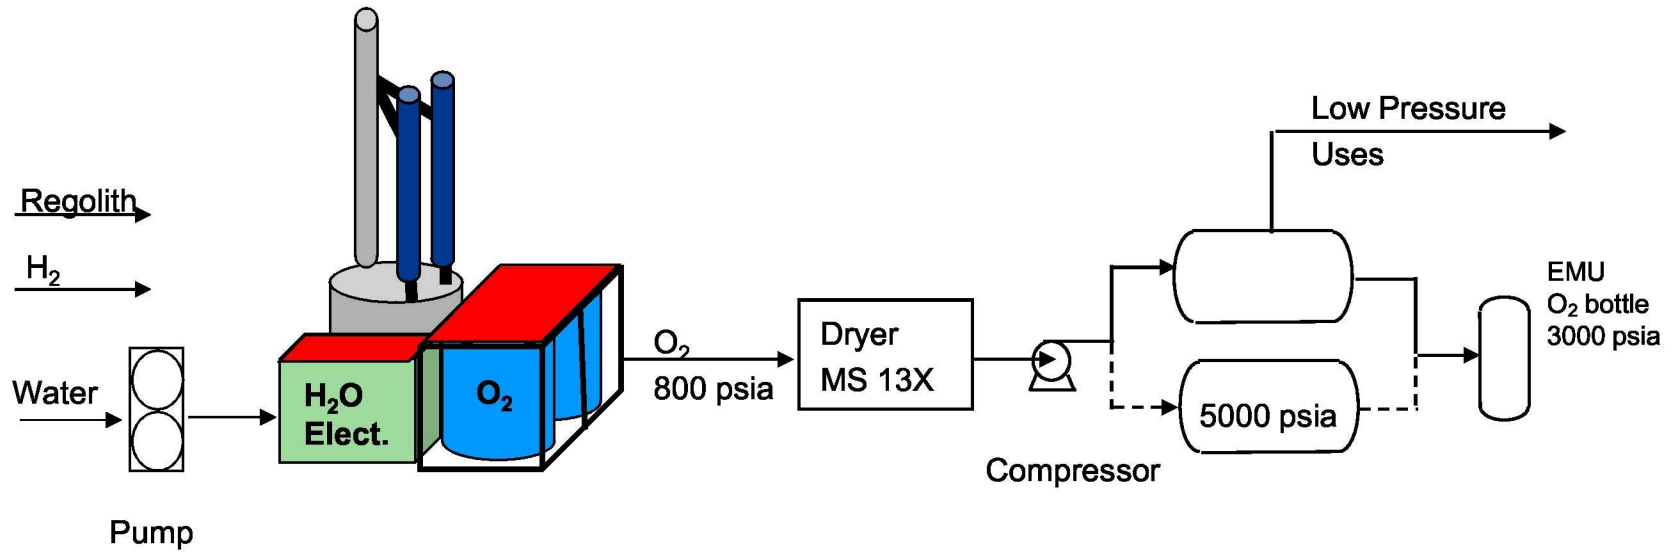 Regolith
H₂
Water
Pump
H₂O
Elect.
O₂
O₂
800 psia
Dryer
MS 13X
Compressor
Low Pressure
Uses
5000 psia
EMU
O₂ bottle
3000 psia